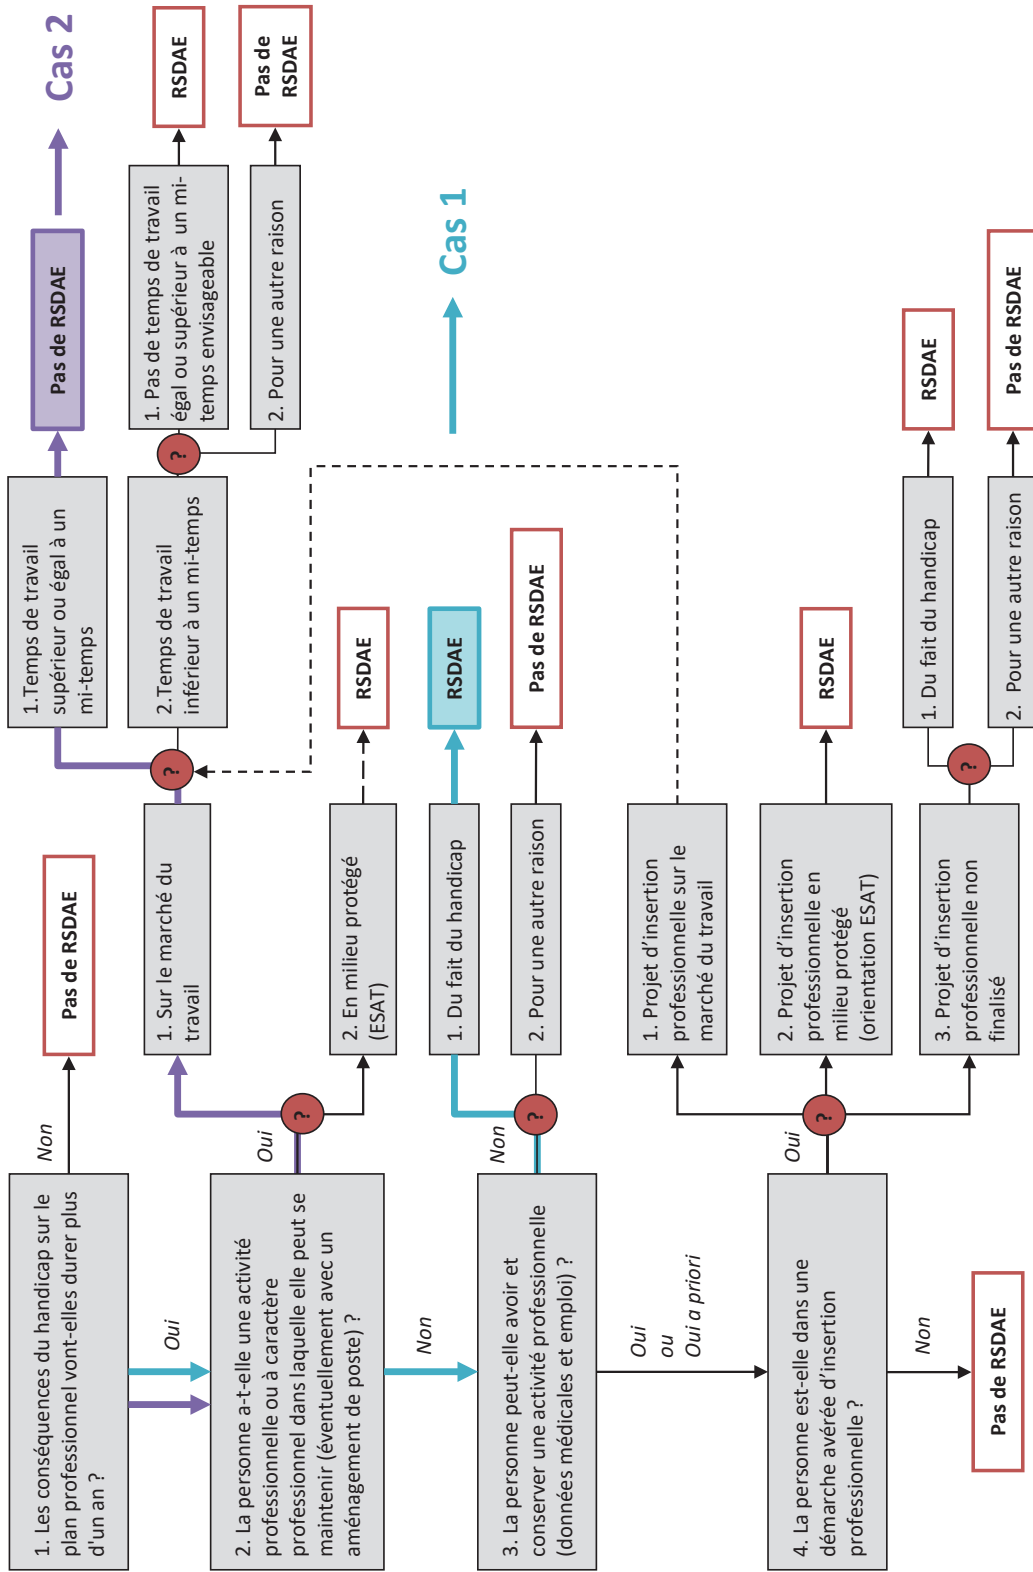 1. Les conséquences du handicap sur le
plan professionnel vont-elles durer plus
d'un an ?
Non
Pas de RSDAE
Oui
2. La personne a-t-elle une activité
professionnelle ou à caractère
professionnel dans laquelle elle peut se
maintenir (éventuellement avec un
aménagement de poste) ?
Oui
?
1. Sur le marché du
travail
?
1.Temps de travail
supérieur ou égal à un
mi-temps
Pas de RSDAE
Cas 2
2.Temps de travail
inférieur à un mi-temps
?
1. Pas de temps de travail
égal ou supérieur à un mi-
temps envisageable
RSDAE
2. Pour une autre raison
Pas de
RSDAE
2. En milieu protégé
(ESAT)
RSDAE
Non
3. La personne peut-elle avoir et
conserver une activité professionnelle
(données médicales et emploi) ?
Non
?
1. Du fait du handicap
RSDAE
Cas 1
2. Pour une autre raison
Pas de RSDAE
Oui
ou
Oui a priori
4. La personne est-elle dans une
démarche avérée d'insertion
professionnelle ?
Oui
?
1. Projet d'insertion
professionnelle sur le
marché du travail
2. Projet d'insertion
professionnelle en
milieu protégé
(orientation ESAT)
RSDAE
3. Projet d'insertion
professionnelle non
finalisé
?
1. Du fait du handicap
RSDAE
2. Pour une autre raison
Pas de RSDAE
Non
Pas de RSDAE